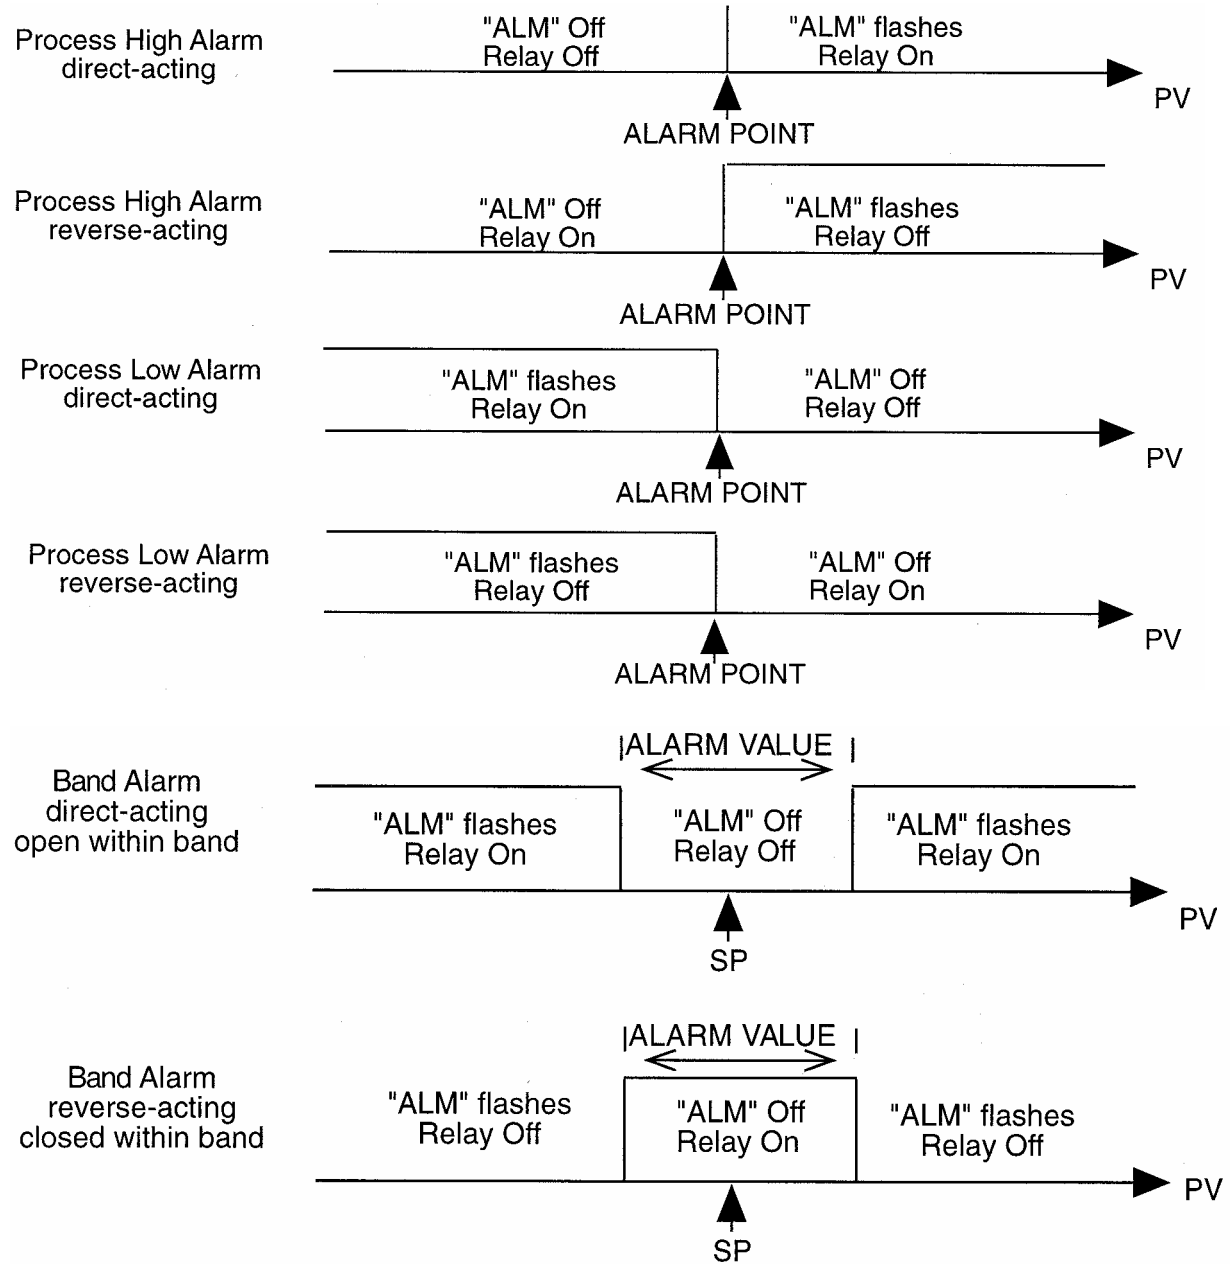 Process High Alarm
direct-acting
"ALM" Off
Relay Off
"ALM" flashes
Relay On
PV
ALARM POINT
Process High Alarm
reverse-acting
"ALM" Off
Relay On
"ALM" flashes
Relay Off
PV
ALARM POINT
Process Low Alarm
direct-acting
"ALM" flashes
Relay On
"ALM" Off
Relay Off
PV
ALARM POINT
Process Low Alarm
reverse-acting
"ALM" flashes
Relay Off
"ALM" Off
Relay On
PV
ALARM POINT
Band Alarm
direct-acting
open within band
ALARM VALUE
"ALM" flashes
Relay On
"ALM" Off
Relay Off
"ALM" flashes
Relay On
PV
SP
Band Alarm
reverse-acting
closed within band
ALARM VALUE
"ALM" flashes
Relay Off
"ALM" Off
Relay On
"ALM" flashes
Relay Off
PV
SP